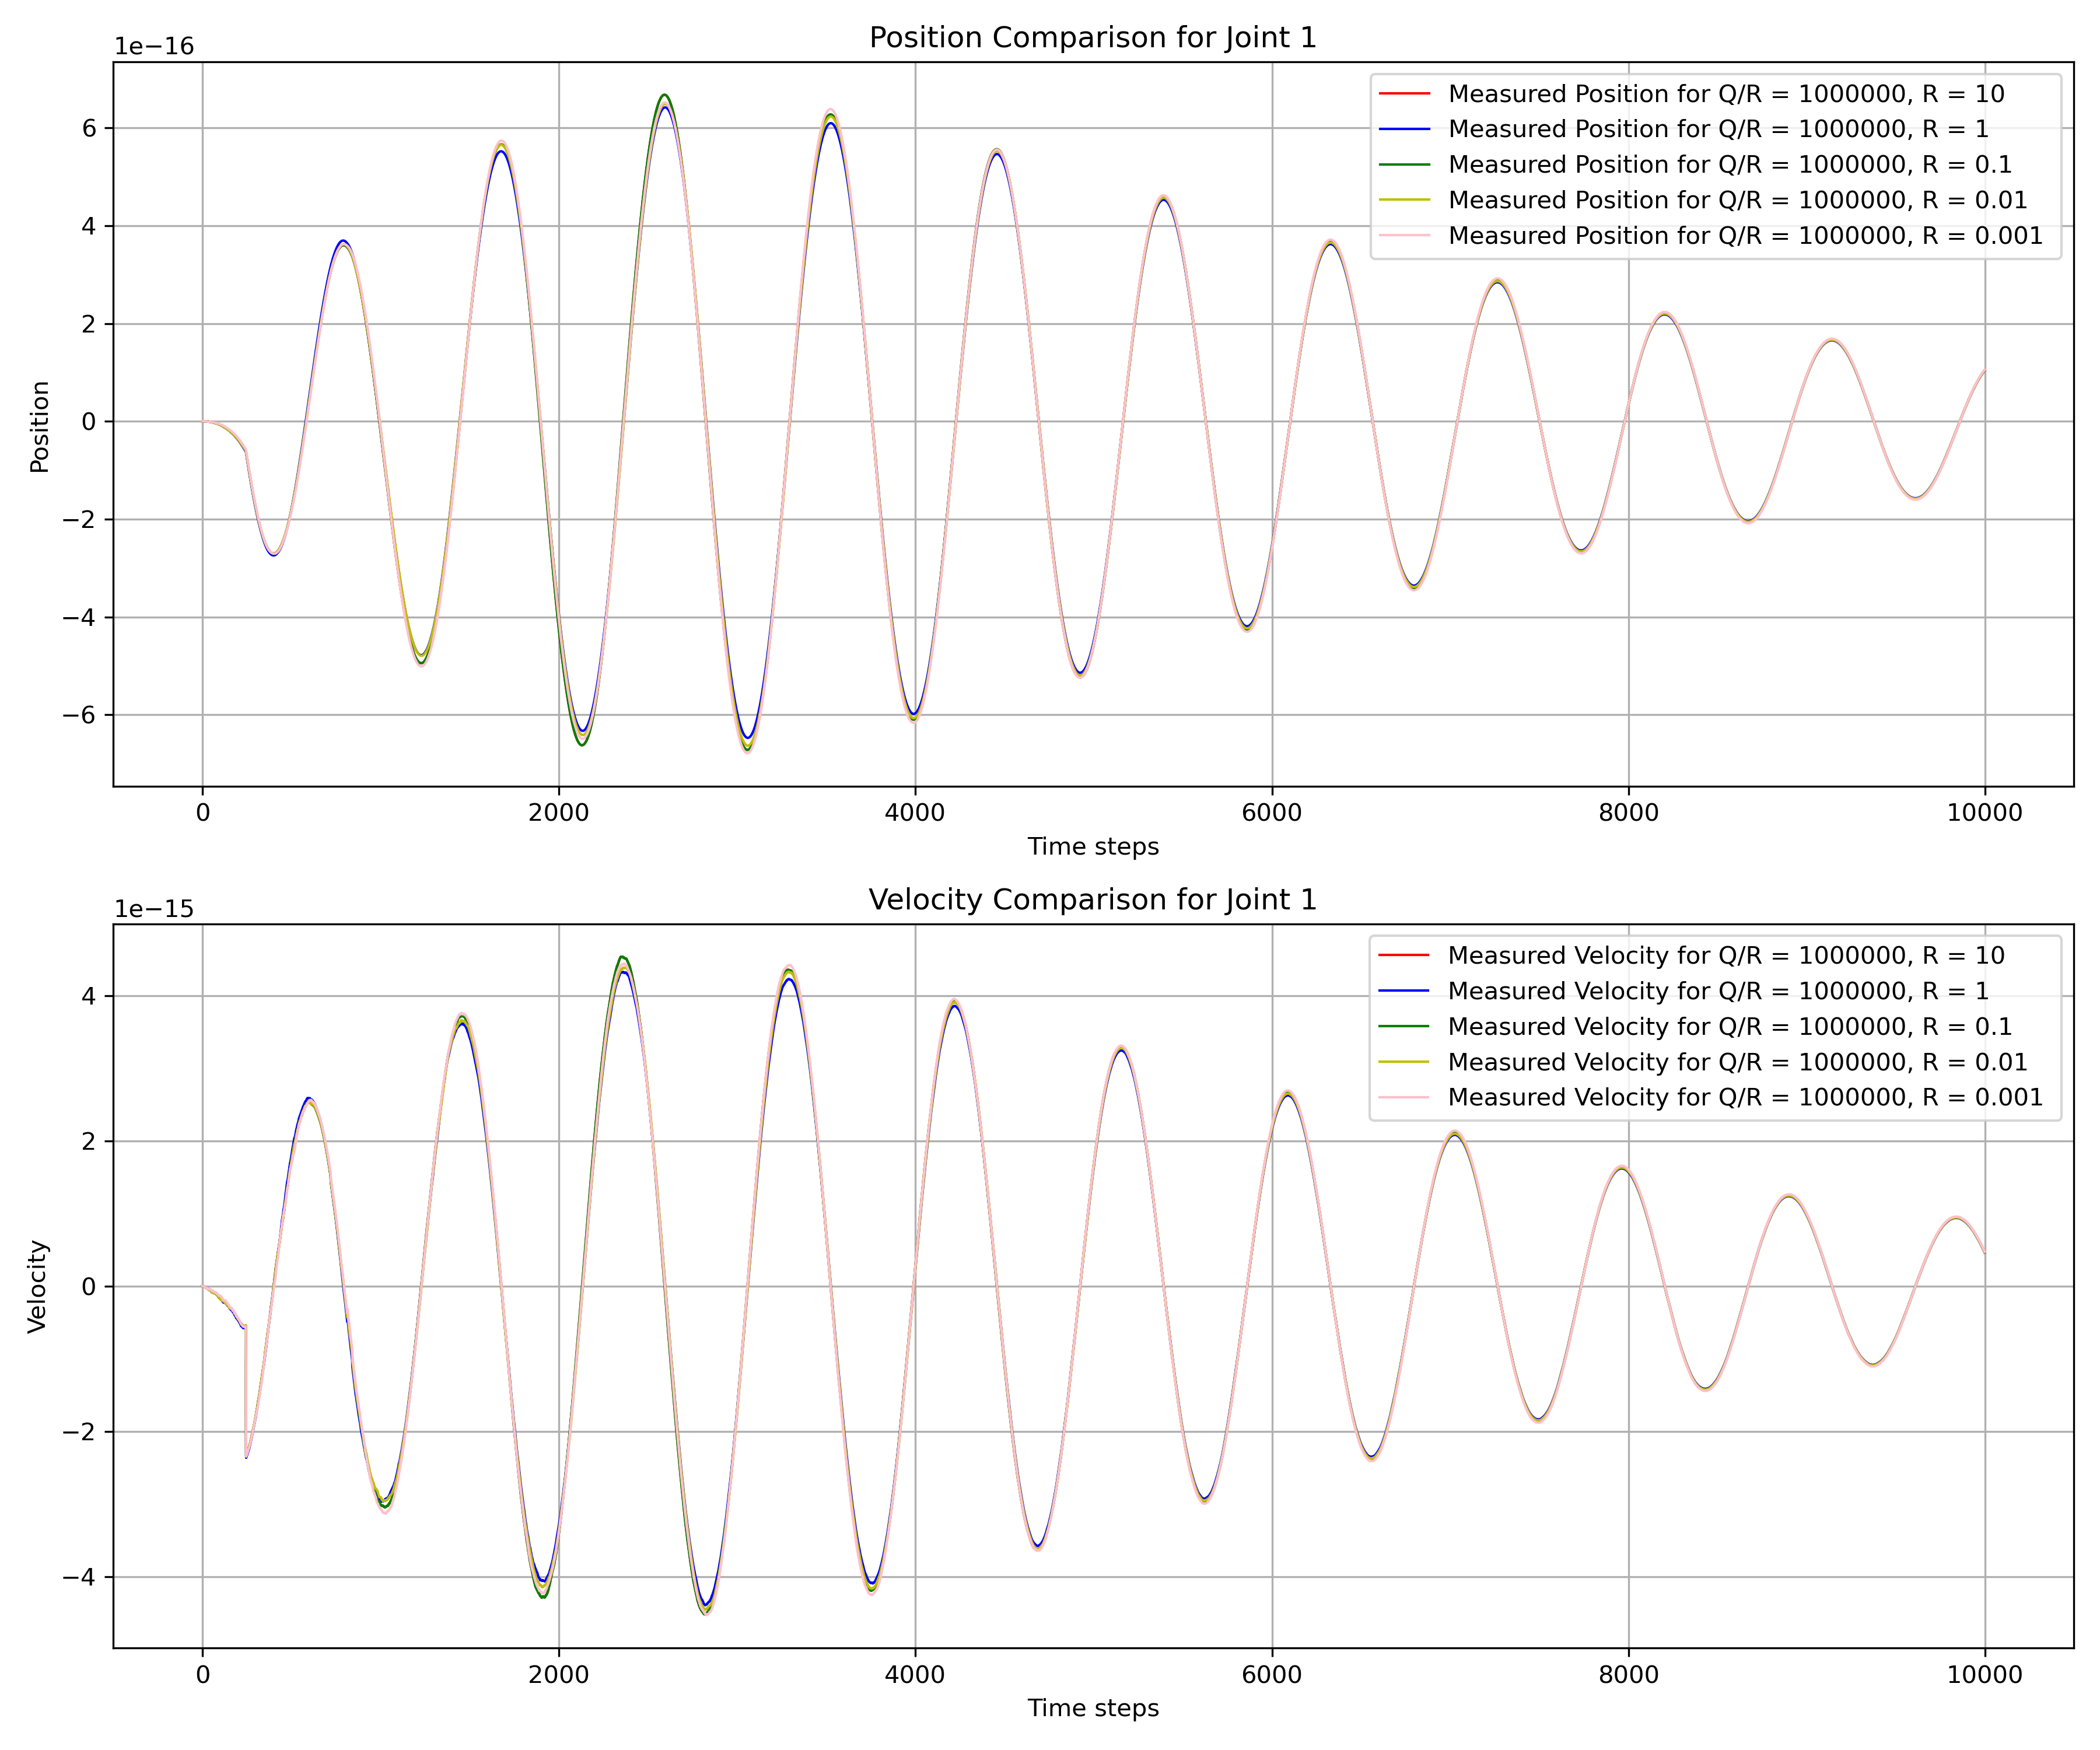 Position Comparison for Joint 1
1e−16
Position
6
4
2
0
−2
−4
−6
Measured Position for Q/R = 1000000, R = 10
Measured Position for Q/R = 1000000, R = 1
Measured Position for Q/R = 1000000, R = 0.1
Measured Position for Q/R = 1000000, R = 0.01
Measured Position for Q/R = 1000000, R = 0.001
0 2000 4000 6000 8000 10000
Time steps
Velocity Comparison for Joint 1
1e−15
Velocity
4
2
0
−2
−4
Measured Velocity for Q/R = 1000000, R = 10
Measured Velocity for Q/R = 1000000, R = 1
Measured Velocity for Q/R = 1000000, R = 0.1
Measured Velocity for Q/R = 1000000, R = 0.01
Measured Velocity for Q/R = 1000000, R = 0.001
0 2000 4000 6000 8000 10000
Time steps